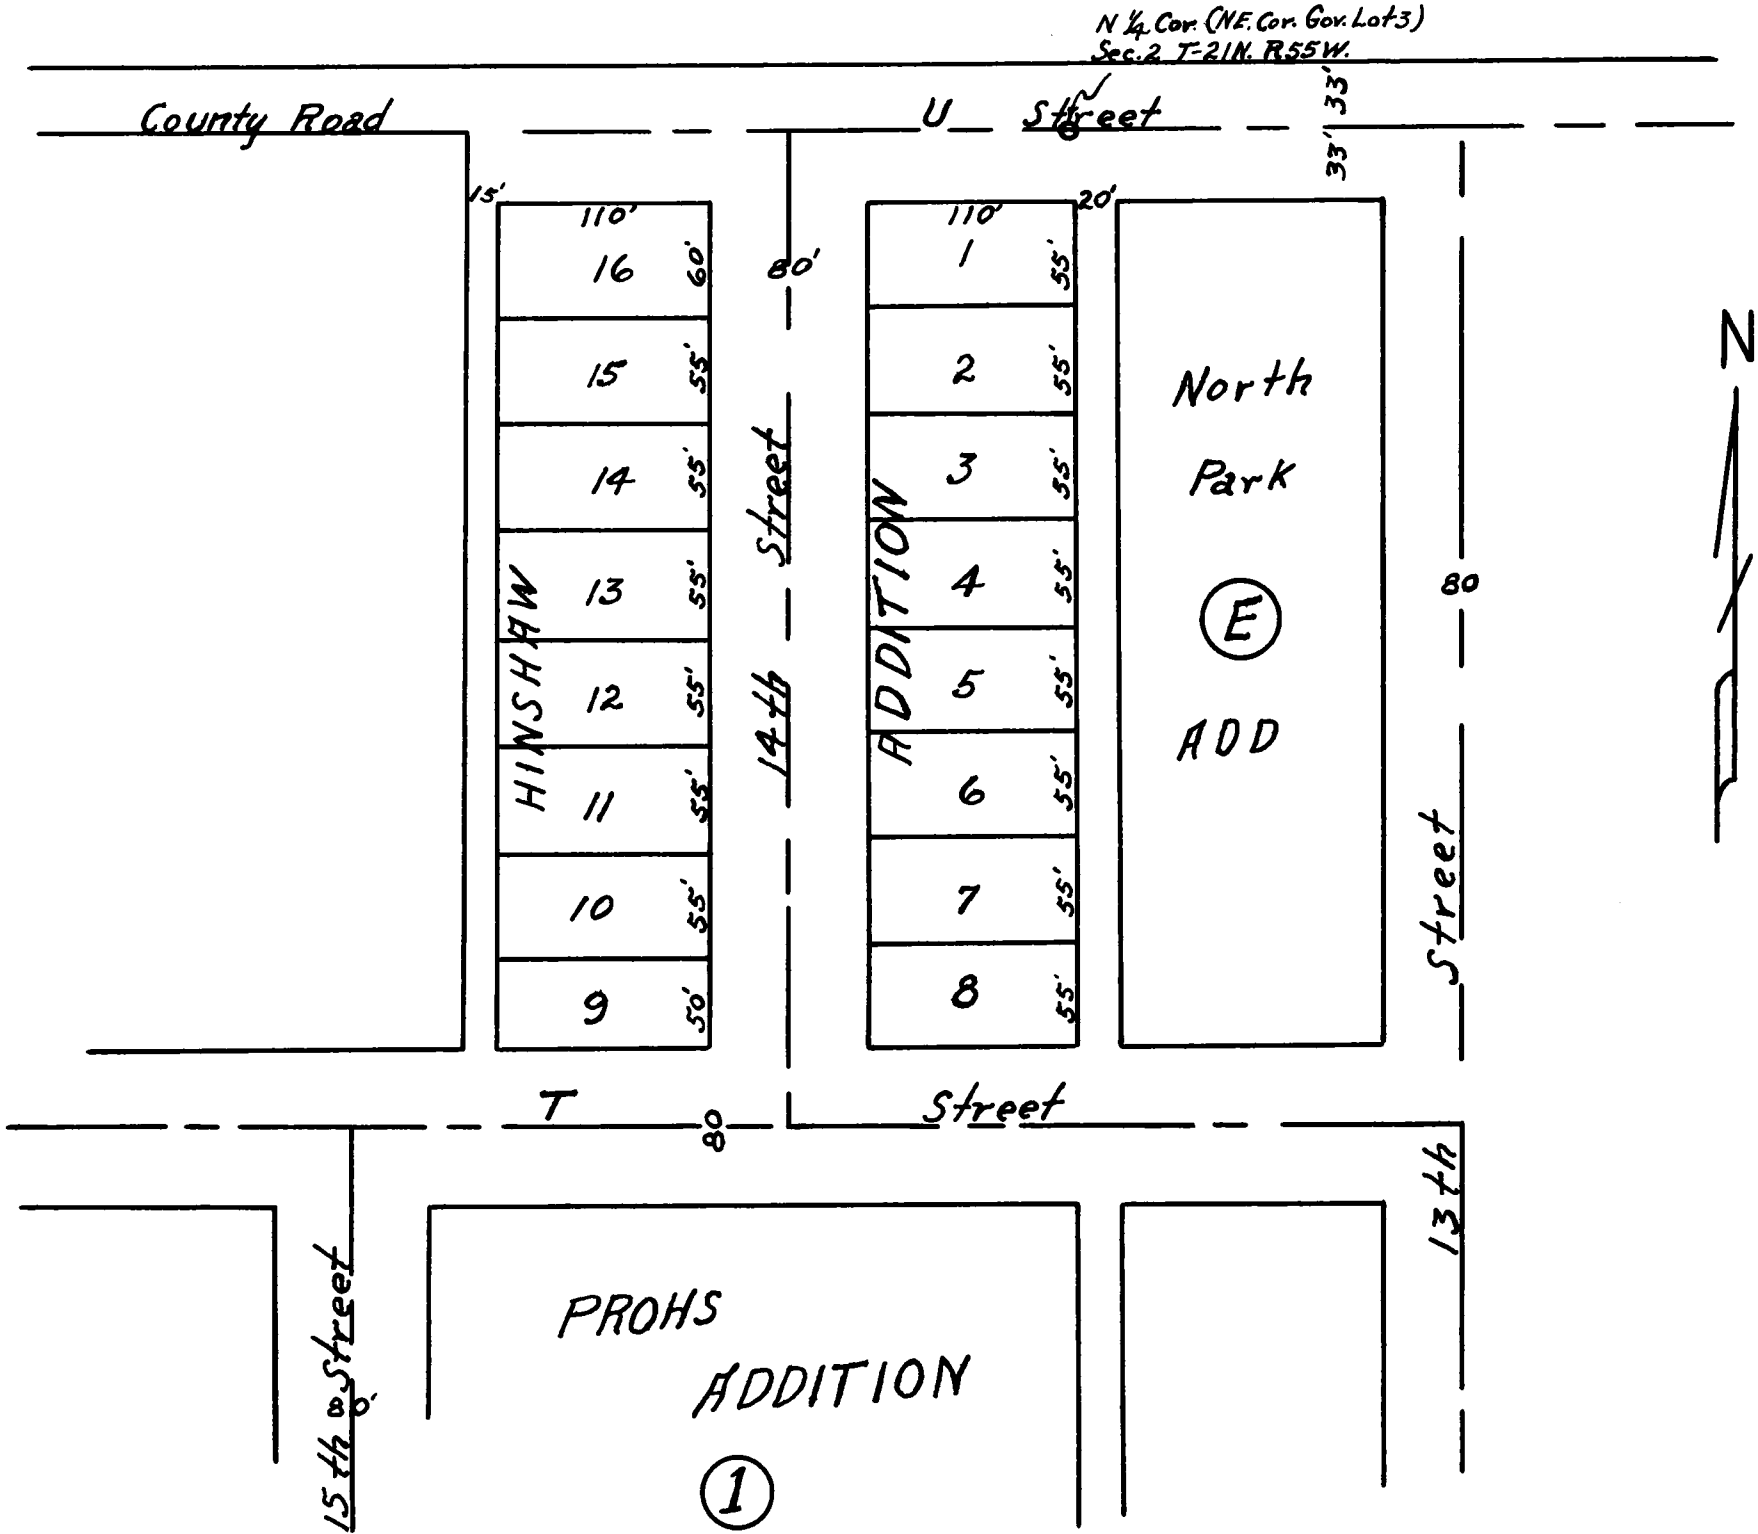 N ¼ Cor. (NE. Cor. Gov. Lot 3)
Sec. 2 T-21N. R55W.
County Road
U Street
33' 33'
15'
110'
16
60'
15
55'
14
55'
13
55'
12
55'
11
55'
10
55'
9
50'
HINSHAW
80'
14th Street
110'
1
55'
2
55'
3
55'
4
55'
5
55'
6
55'
7
55'
8
55'
ADDITION
20'
North
Park
E
ADD
80
13th Street
N
T Street
80
15th Street
80'
PROHS
ADDITION
1